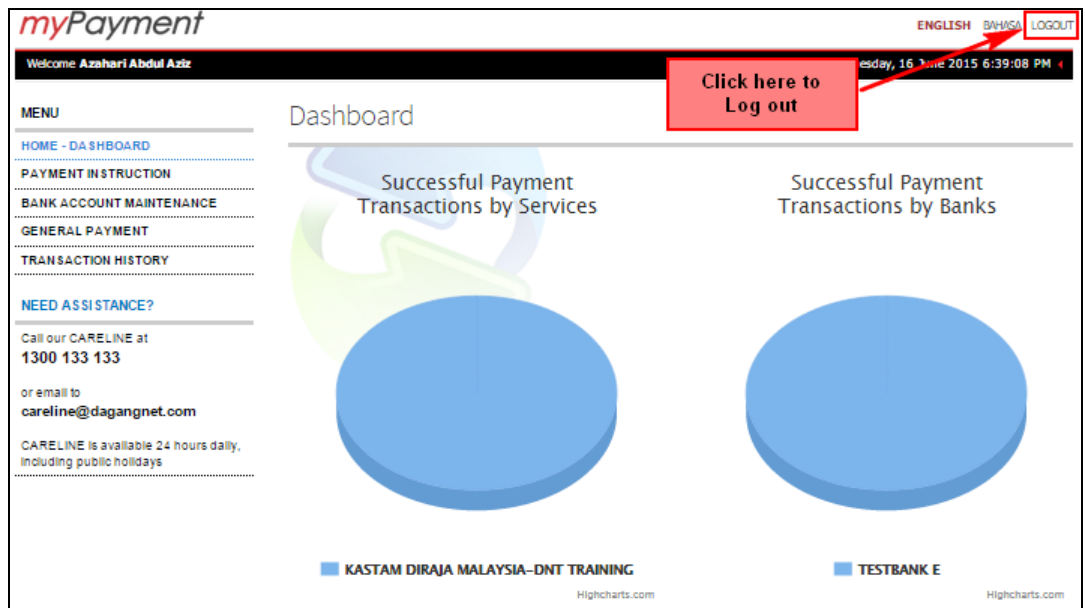 myPayment
ENGLISH BAHASA LOGOUT
Welcome Azahari Abdul Aziz
esday, 16 June 2015 6:39:08 PM
Click here to
Log out
MENU
HOME - DASHBOARD
PAYMENT INSTRUCTION
BANK ACCOUNT MAINTENANCE
GENERAL PAYMENT
TRANSACTION HISTORY
NEED ASSISTANCE?
Call our CARELINE at
1300 133 133
or email to
careline@dagangnet.com
CARELINE is available 24 hours daily,
including public holidays
Dashboard
Successful Payment
Transactions by Services
KASTAM DIRAJA MALAYSIA-DNT TRAINING
Highcharts.com
Successful Payment
Transactions by Banks
TESTBANK E
Highcharts.com